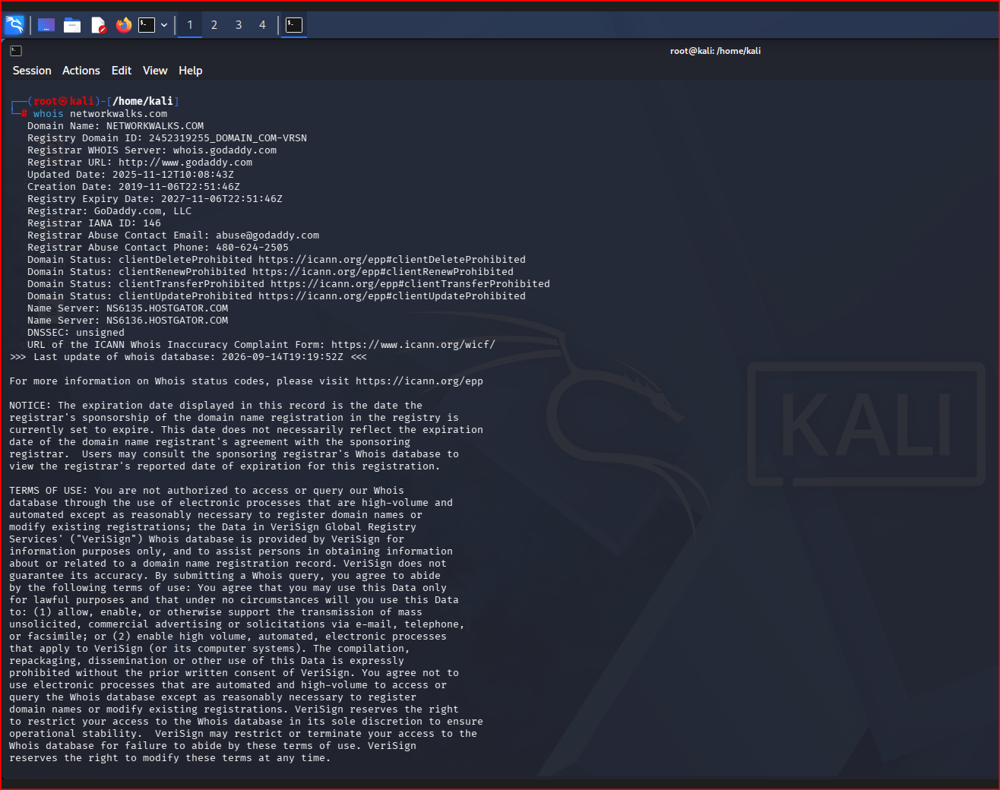 1 2 3 4
root@kali: /home/kali
Session Actions Edit View Help
┌──(root㉿kali)-[/home/kali]
└─# whois networkwalks.com
   Domain Name: NETWORKWALKS.COM
   Registry Domain ID: 2452319255_DOMAIN_COM-VRSN
   Registrar WHOIS Server: whois.godaddy.com
   Registrar URL: http://www.godaddy.com
   Updated Date: 2025-11-12T10:08:43Z
   Creation Date: 2019-11-06T22:51:46Z
   Registry Expiry Date: 2027-11-06T22:51:46Z
   Registrar: GoDaddy.com, LLC
   Registrar IANA ID: 146
   Registrar Abuse Contact Email: abuse@godaddy.com
   Registrar Abuse Contact Phone: 480-624-2505
   Domain Status: clientDeleteProhibited https://icann.org/epp#clientDeleteProhibited
   Domain Status: clientRenewProhibited https://icann.org/epp#clientRenewProhibited
   Domain Status: clientTransferProhibited https://icann.org/epp#clientTransferProhibited
   Domain Status: clientUpdateProhibited https://icann.org/epp#clientUpdateProhibited
   Name Server: NS6135.HOSTGATOR.COM
   Name Server: NS6136.HOSTGATOR.COM
   DNSSEC: unsigned
   URL of the ICANN Whois Inaccuracy Complaint Form: https://www.icann.org/wicf/
>>> Last update of whois database: 2026-09-14T19:19:52Z <<<
For more information on Whois status codes, please visit https://icann.org/epp
NOTICE: The expiration date displayed in this record is the date the
registrar's sponsorship of the domain name registration in the registry is
currently set to expire. This date does not necessarily reflect the expiration
date of the domain name registrant's agreement with the sponsoring
registrar.  Users may consult the sponsoring registrar's Whois database to
view the registrar's reported date of expiration for this registration.
TERMS OF USE: You are not authorized to access or query our Whois
database through the use of electronic processes that are high-volume and
automated except as reasonably necessary to register domain names or
modify existing registrations; the Data in VeriSign Global Registry
Services' ("VeriSign") Whois database is provided by VeriSign for
information purposes only, and to assist persons in obtaining information
about or related to a domain name registration record. VeriSign does not
guarantee its accuracy. By submitting a Whois query, you agree to abide
by the following terms of use: You agree that you may use this Data only
for lawful purposes and that under no circumstances will you use this Data
to: (1) allow, enable, or otherwise support the transmission of mass
unsolicited, commercial advertising or solicitations via e-mail, telephone,
or facsimile; or (2) enable high volume, automated, electronic processes
that apply to VeriSign (or its computer systems). The compilation,
repackaging, dissemination or other use of this Data is expressly
prohibited without the prior written consent of VeriSign. You agree not to
use electronic processes that are automated and high-volume to access or
query the Whois database except as reasonably necessary to register
domain names or modify existing registrations. VeriSign reserves the right
to restrict your access to the Whois database in its sole discretion to ensure
operational stability.  VeriSign may restrict or terminate your access to the
Whois database for failure to abide by these terms of use. VeriSign
reserves the right to modify these terms at any time.
KALI